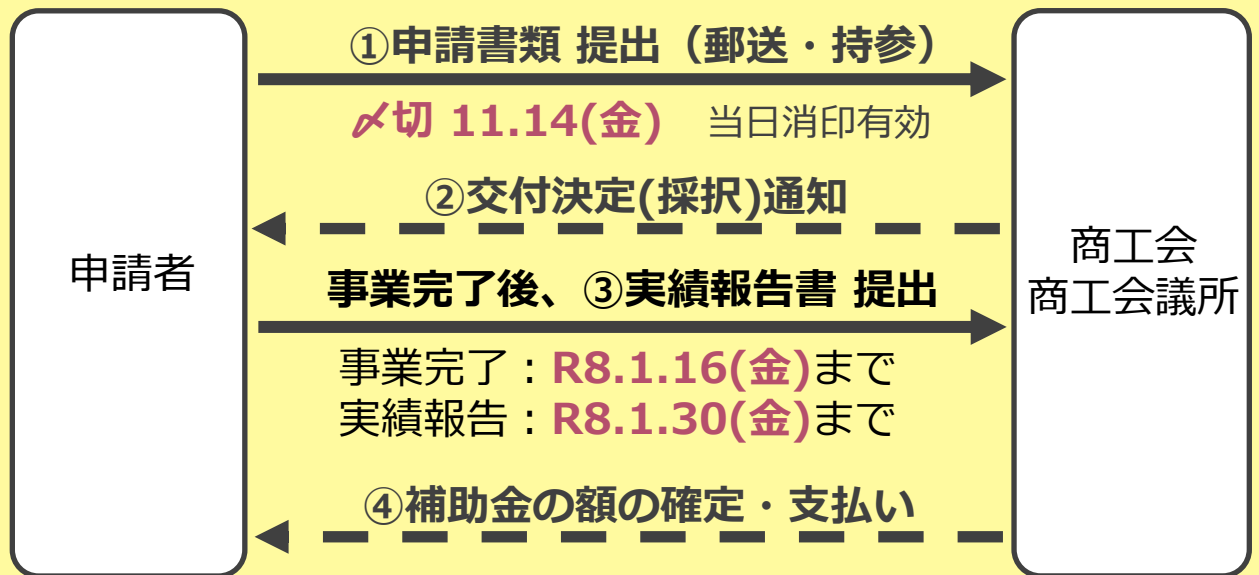 ①申請書類 提出（郵送・持参）
〆切 11.14(金) 当日消印有効
②交付決定(採択)通知
申請者
商工会
商工会議所
事業完了後、③実績報告書 提出
事業完了：R8.1.16(金)まで
実績報告：R8.1.30(金)まで
④補助金の額の確定・支払い